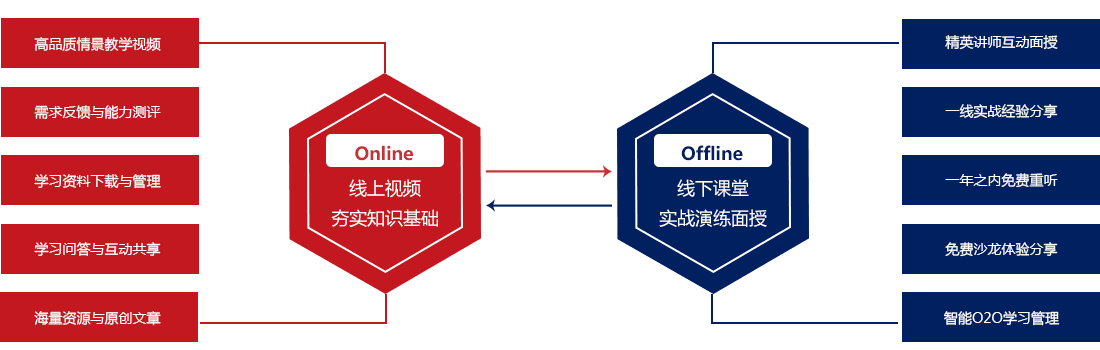 高品质情景教学视频
需求反馈与能力测评
学习资料下载与管理
学习问答与互动共享
海量资源与原创文章
Online
线上视频
夯实知识基础
Offline
线下课堂
实战演练面授
精英讲师互动面授
一线实战经验分享
一年之内免费重听
免费沙龙体验分享
智能O2O学习管理